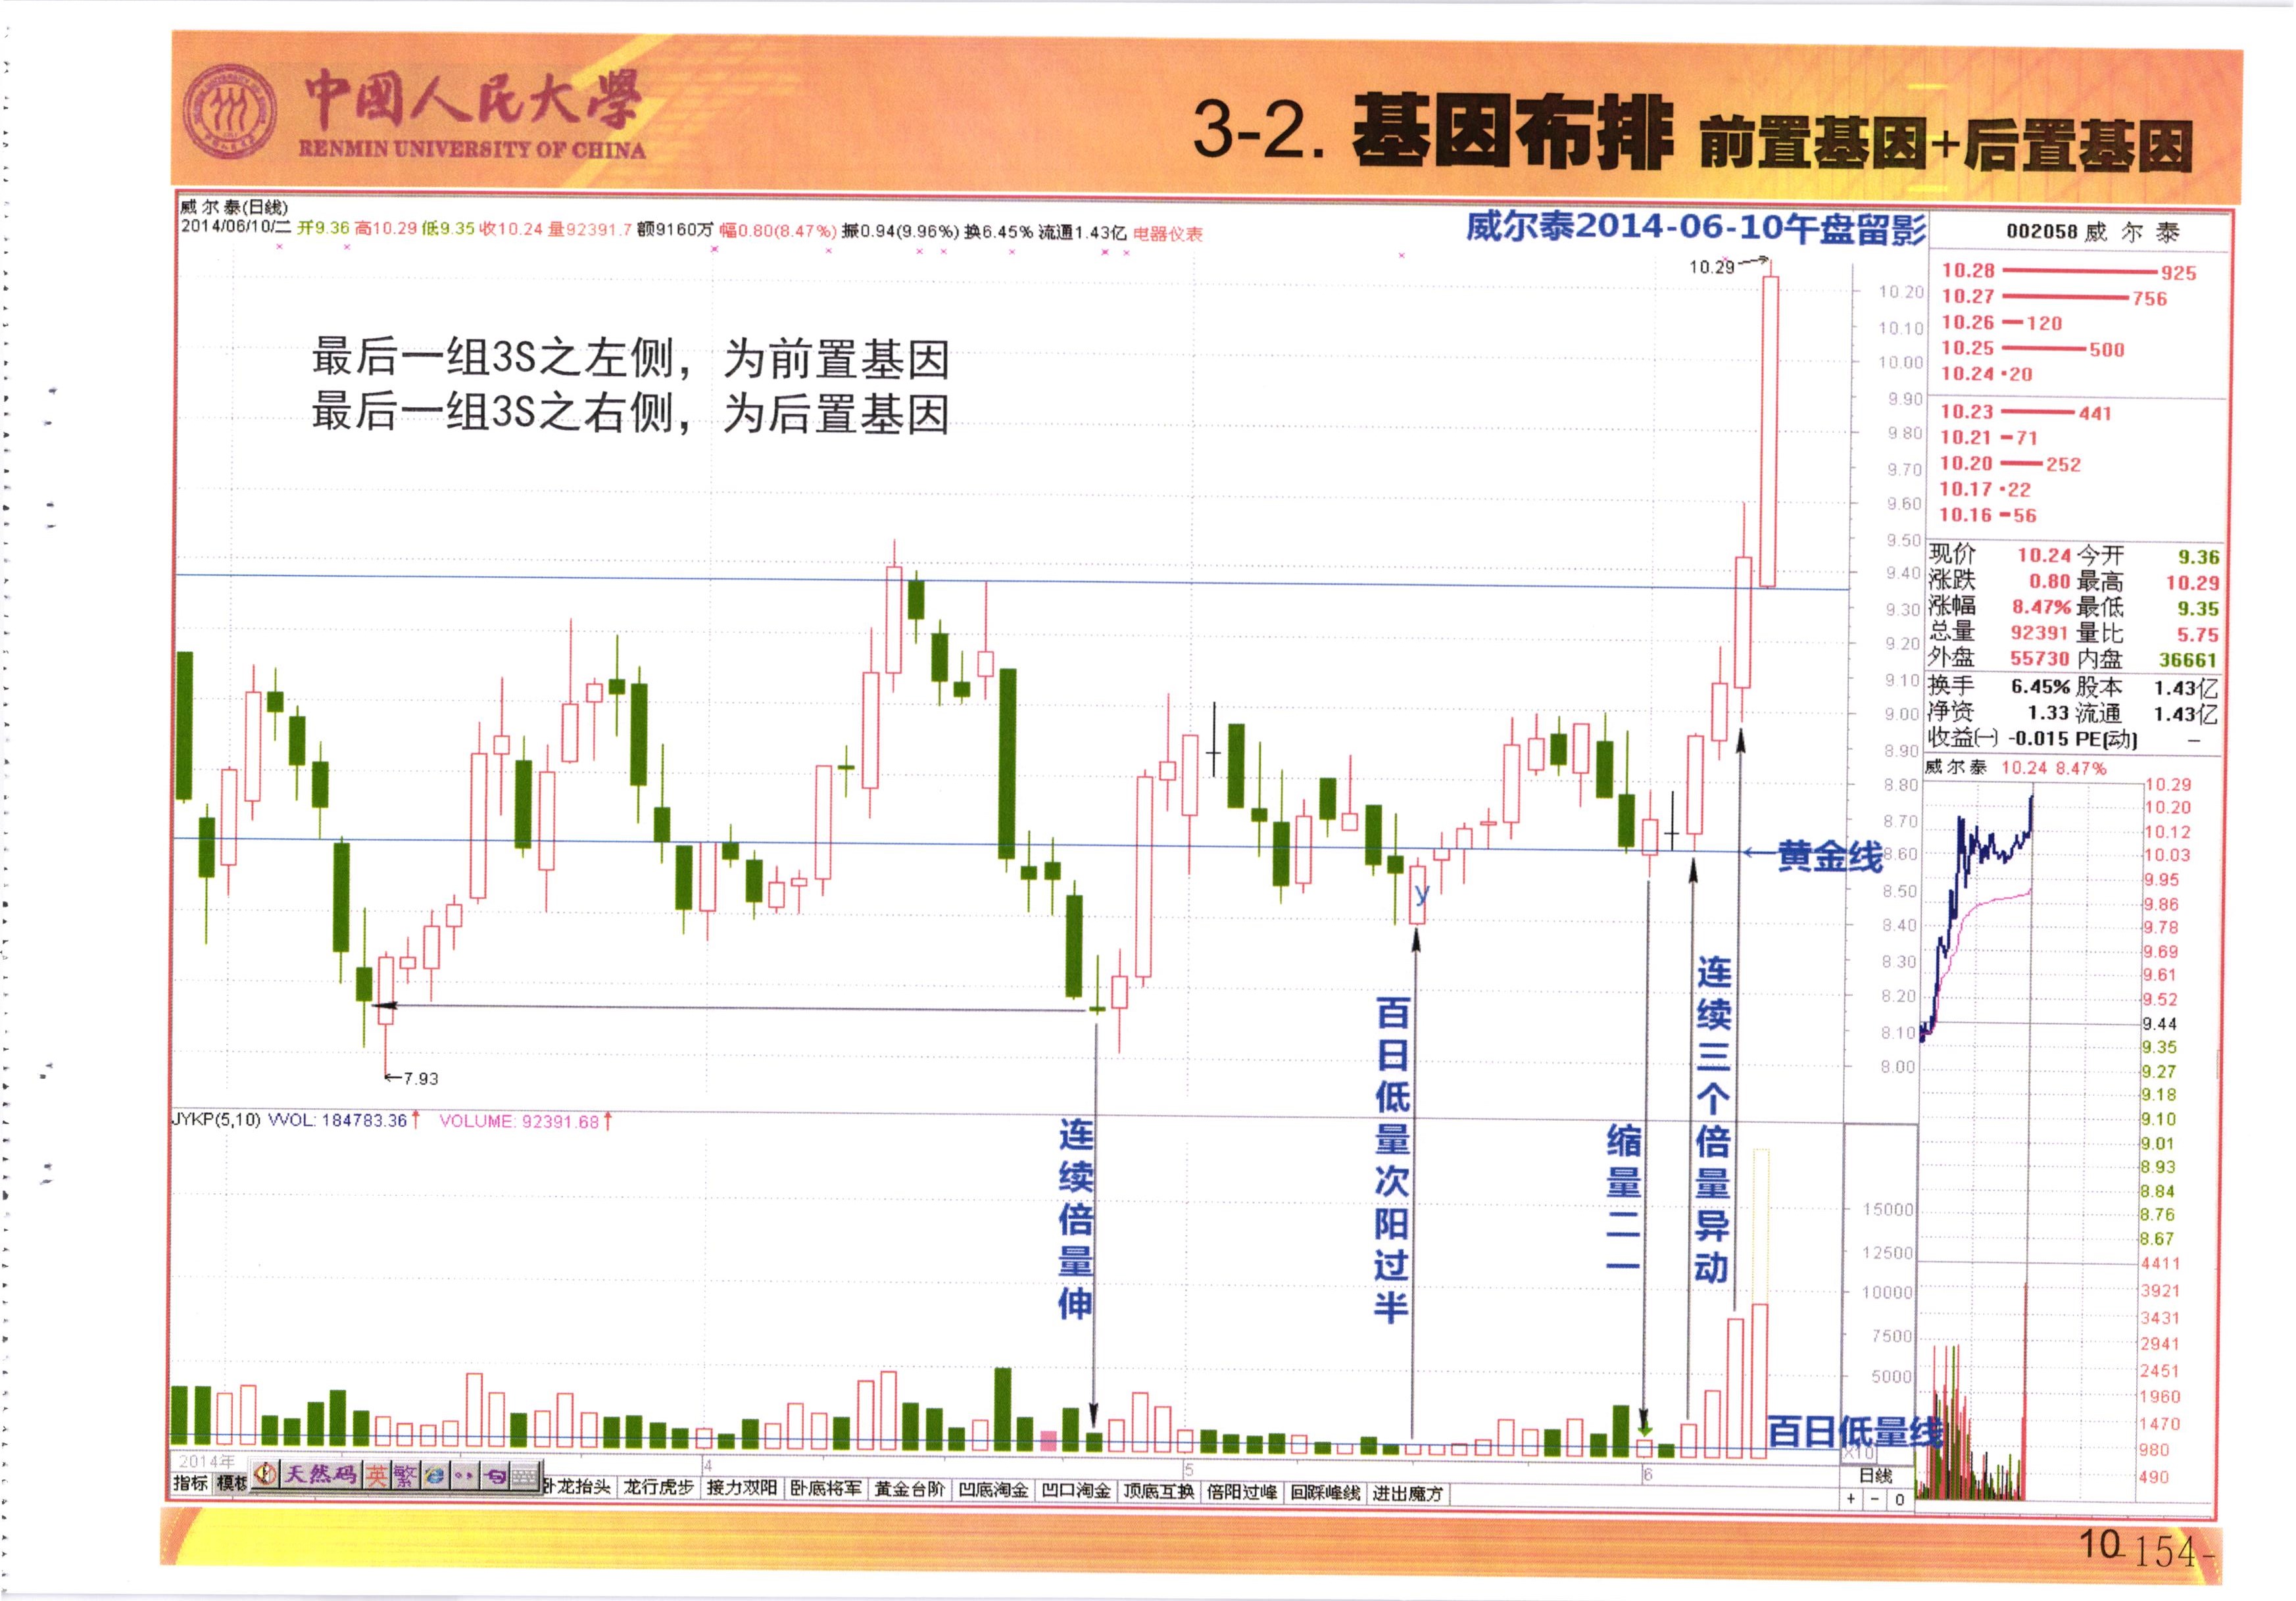 中國人民大學
RENMIN UNIVERSITY OF CHINA
3-2. 基因布排 前置基因+后置基因
威尔泰(日线)
2014/06/10/二 开9.36 高10.29 低9.35 收10.24 量92391.7 额9160万 幅0.80(8.47%) 振0.94(9.96%) 换6.45% 流通1.43亿 电器仪表
威尔泰2014-06-10午盘留影
最后一组3S之左侧，为前置基因
最后一组3S之右侧，为后置基因
10.29
7.93
10.20
10.10
10.00
9.90
9.80
9.70
9.60
9.50
9.40
9.30
9.20
9.10
9.00
8.90
8.80
8.70
8.60
8.50
8.40
8.30
8.20
8.10
8.00
黄金线
y
连续倍量伸
百日低量次阳过半
缩量二一
连续三个倍量异动
百日低量线
JYKP(5,10) VVOL: 184783.36↑ VOLUME: 92391.68↑
15000
12500
10000
7500
5000
X10
2014年
4
5
6
日线
+ - 0
指标
模板
天然码
英
繁
卧龙抬头
龙行虎步
接力双阳
卧底将军
黄金台阶
凹底淘金
凹口淘金
顶底互换
倍阳过峰
回踩峰线
进出魔方
002058 威尔泰
10.28 925
10.27 756
10.26 120
10.25 500
10.24 20
10.23 441
10.21 71
10.20 252
10.17 22
10.16 56
现价 10.24 今开 9.36
涨跌 0.80 最高 10.29
涨幅 8.47% 最低 9.35
总量 92391 量比 5.75
外盘 55730 内盘 36661
换手 6.45% 股本 1.43亿
净资 1.33 流通 1.43亿
收益(一) -0.015 PE(动) —
威尔泰 10.24 8.47%
10.29
10.20
10.12
10.03
9.95
9.86
9.78
9.69
9.61
9.52
9.44
9.35
9.27
9.18
9.10
9.01
8.93
8.84
8.76
8.67
4411
3921
3431
2941
2451
1960
1470
980
490
10
-154-